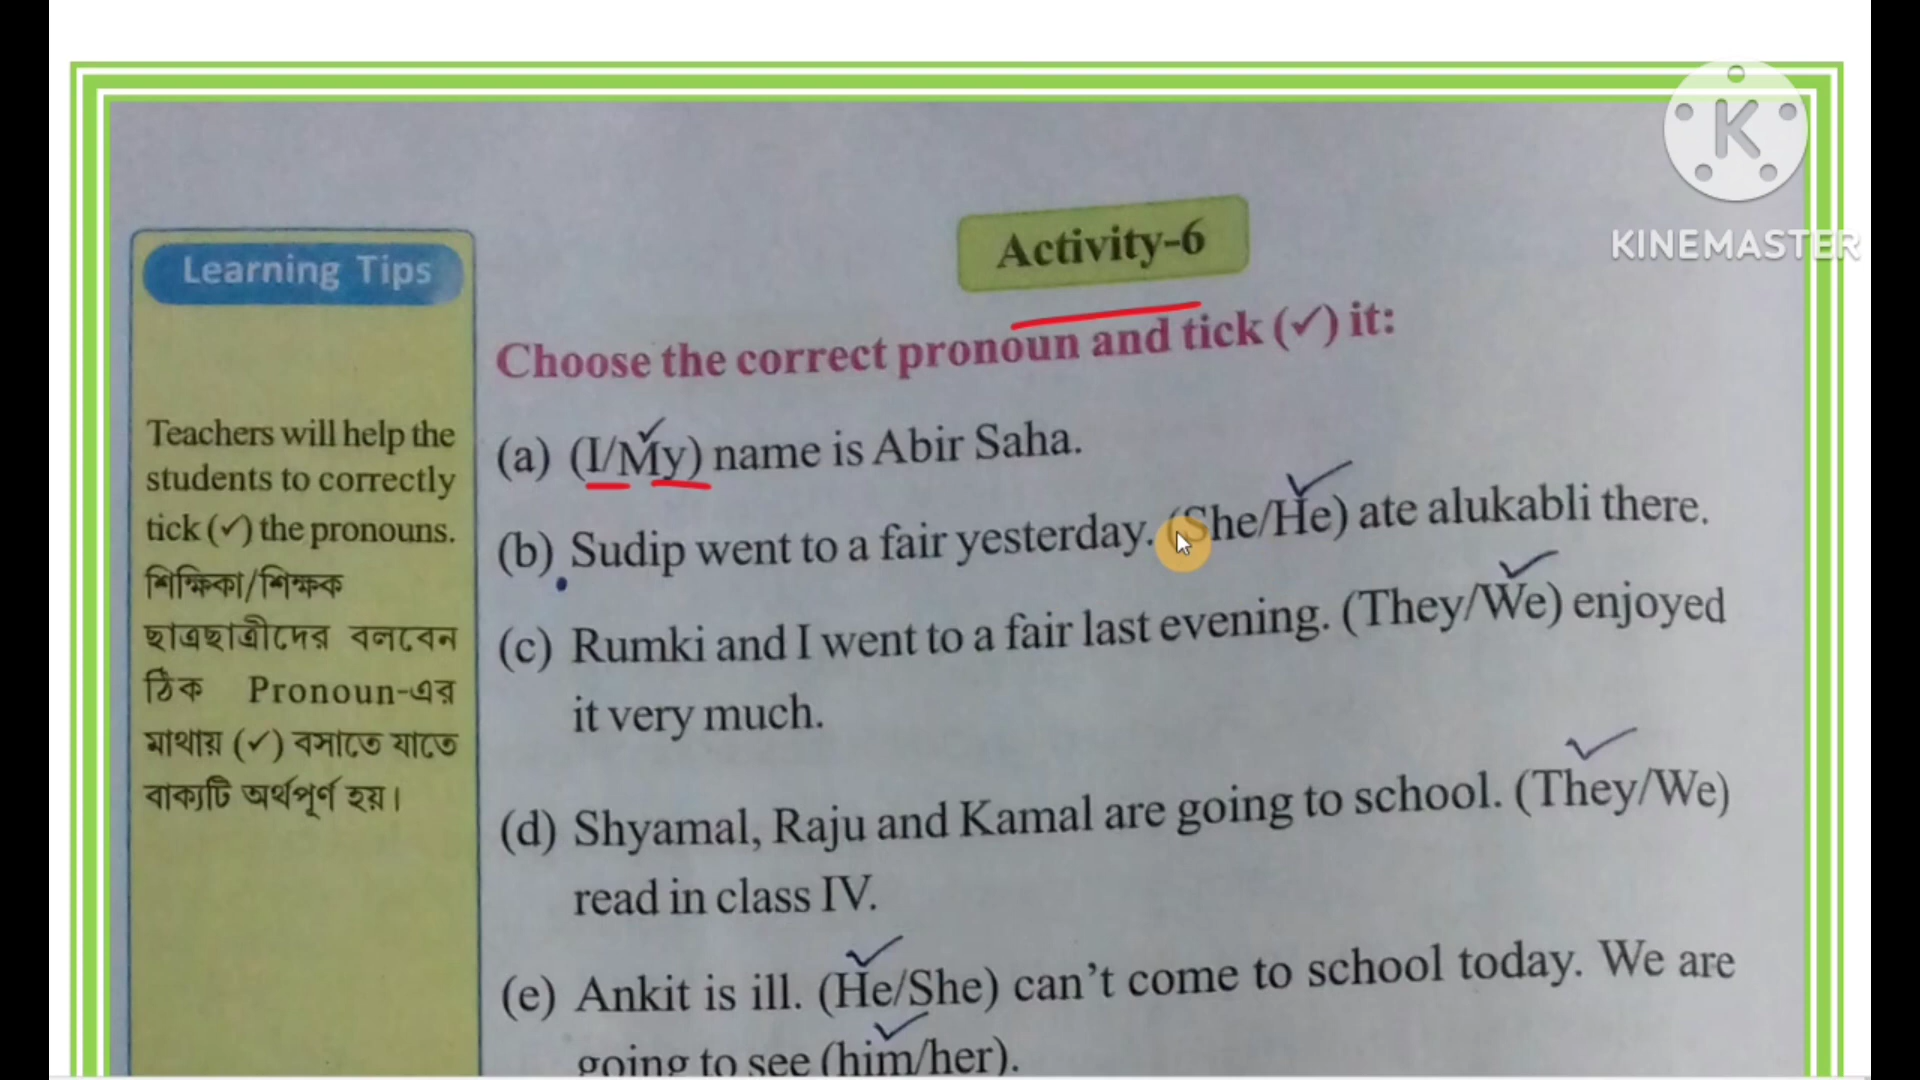 K
KINEMASTER
Activity-6
Learning Tips
Teachers will help the
students to correctly
tick (✓) the pronouns.
শিক্ষিকা/শিক্ষক
ছাত্রছাত্রীদের বলবেন
ঠিক Pronoun-এর
মাথায় (✓) বসাতে যাতে
বাক্যটি অর্থপূর্ণ হয়।
Choose the correct pronoun and tick (✓) it:
(a) (I/My) name is Abir Saha.
(b) Sudip went to a fair yesterday. (She/He) ate alukabli there.
(c) Rumki and I went to a fair last evening. (They/We) enjoyed
it very much.
(d) Shyamal, Raju and Kamal are going to school. (They/We)
read in class IV.
(e) Ankit is ill. (He/She) can't come to school today. We are
going to see (him/her).